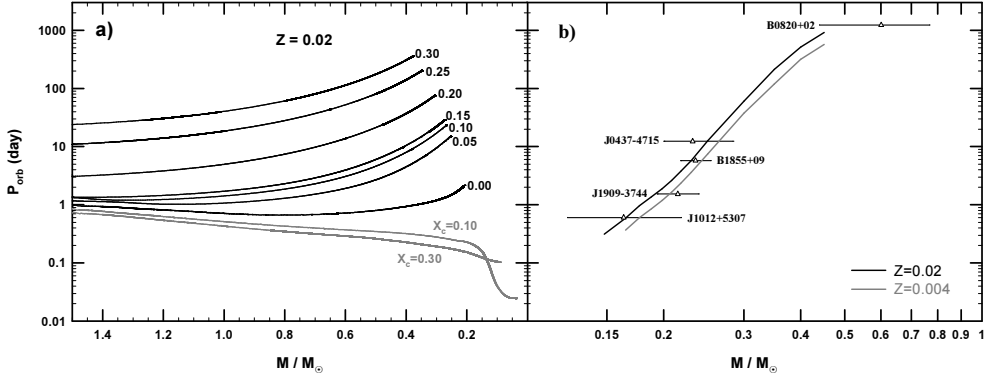 a)
Z = 0.02
0.30
0.25
0.20
0.15
0.10
0.05
0.00
X_c=0.10
X_c=0.30
P_orb (day)
1000
100
10
1
0.1
0.01
1.4 1.2 1.0 0.8 0.6 0.4 0.2
M / M_☉
b)
B0820+02
J0437-4715
B1855+09
J1909-3744
J1012+5307
Z=0.02
Z=0.004
0.15 0.2 0.3 0.4 0.5 0.6 0.7 0.8 0.9 1
M / M_☉